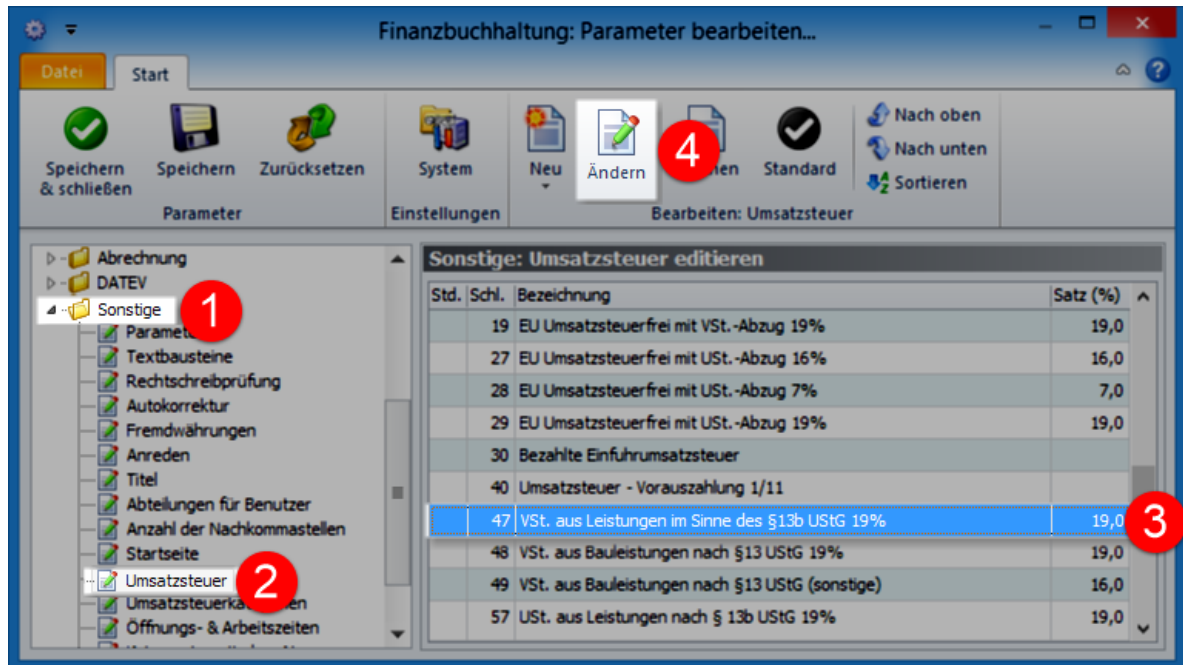 Finanzbuchhaltung: Parameter bearbeiten...
Datei Start
Speichern & schließen
Speichern
Zurücksetzen
System
Neu
Ändern
4
Standard
Nach oben
Nach unten
Sortieren
Parameter
Einstellungen
Bearbeiten: Umsatzsteuer
Abrechnung
DATEV
Sonstige
1
Textbausteine
Rechtschreibprüfung
Autokorrektur
Fremdwährungen
Anreden
Titel
Abteilungen für Benutzer
Anzahl der Nachkommastellen
Startseite
Umsatzsteuer
2
Öffnungs- & Arbeitszeiten
Sonstige: Umsatzsteuer editieren
Std. Schl. Bezeichnung Satz (%)
19 EU Umsatzsteuerfrei mit VSt.-Abzug 19% 19,0
27 EU Umsatzsteuerfrei mit USt.-Abzug 16% 16,0
28 EU Umsatzsteuerfrei mit USt.-Abzug 7% 7,0
29 EU Umsatzsteuerfrei mit USt.-Abzug 19% 19,0
30 Bezahlte Einfuhrumsatzsteuer
40 Umsatzsteuer - Vorauszahlung 1/11
47 VSt. aus Leistungen im Sinne des §13b UStG 19% 19,0
3
48 VSt. aus Bauleistungen nach §13 UStG 19% 19,0
49 VSt. aus Bauleistungen nach §13 UStG (sonstige) 16,0
57 USt. aus Leistungen nach § 13b UStG 19% 19,0